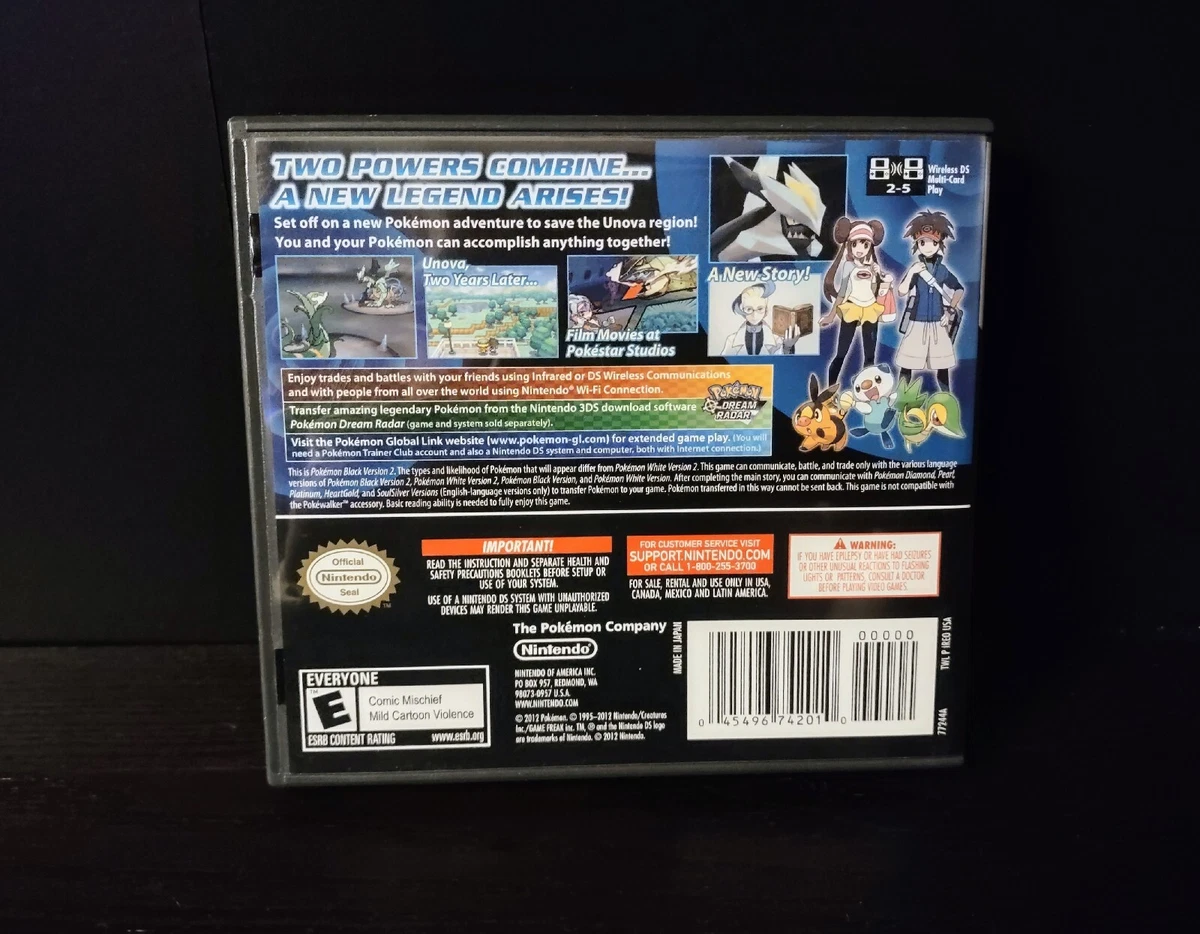 TWO POWERS COMBINE...
A NEW LEGEND ARISES!
Set off on a new Pokémon adventure to save the Unova region!
You and your Pokémon can accomplish anything together!
2-5
Wireless DS
Multi-Card
Play
Unova,
Two Years Later...
Film Movies at
Pokéstar Studios
A New Story!
Enjoy trades and battles with your friends using Infrared or DS Wireless Communications
and with people from all over the world using Nintendo® Wi-Fi Connection.
Transfer amazing legendary Pokémon from the Nintendo 3DS download software
Pokémon Dream Radar (game and system sold separately).
Pokémon
DREAM
RADAR
Visit the Pokémon Global Link website (www.pokemon-gl.com) for extended game play. (You will
need a Pokémon Trainer Club account and also a Nintendo DS system and computer, both with Internet connection.)
This is Pokémon Black Version 2. The types and likelihood of Pokémon that will appear differ from Pokémon White Version 2. This game can communicate, battle, and trade only with the various language
versions of Pokémon Black Version 2, Pokémon White Version 2, Pokémon Black Version, and Pokémon White Version. After completing the main story, you can communicate with Pokémon Diamond, Pearl,
Platinum, HeartGold, and SoulSilver Versions (English-language versions only) to transfer Pokémon to your game. Pokémon transferred in this way cannot be sent back. This game is not compatible with
the Pokéwalker™ accessory. Basic reading ability is needed to fully enjoy this game.
Official
Nintendo
Seal
TM
IMPORTANT!
READ THE INSTRUCTION AND SEPARATE HEALTH AND
SAFETY PRECAUTIONS BOOKLETS BEFORE SETUP OR
USE OF YOUR SYSTEM.
USE OF A NINTENDO DS SYSTEM WITH UNAUTHORIZED
DEVICES MAY RENDER THIS GAME UNPLAYABLE.
FOR CUSTOMER SERVICE VISIT
SUPPORT.NINTENDO.COM
OR CALL 1-800-255-3700
FOR SALE, RENTAL AND USE ONLY IN USA,
CANADA, MEXICO AND LATIN AMERICA.
WARNING:
IF YOU HAVE EPILEPSY OR HAVE HAD SEIZURES
OR OTHER UNUSUAL REACTIONS TO FLASHING
LIGHTS OR PATTERNS, CONSULT A DOCTOR
BEFORE PLAYING VIDEO GAMES.
EVERYONE
E
TM
Comic Mischief
Mild Cartoon Violence
ESRB CONTENT RATING www.esrb.org
The Pokémon Company
Nintendo®
NINTENDO OF AMERICA INC.
PO BOX 957, REDMOND, WA
98073-0957 U.S.A.
WWW.NINTENDO.COM
© 2012 Pokémon. © 1995-2012 Nintendo/Creatures
Inc./GAME FREAK inc. TM, ® and the Nintendo DS logo
are trademarks of Nintendo. © 2012 Nintendo.
MADE IN JAPAN
00000
0 45496 74201 0
TWL P IREO USA
77244A